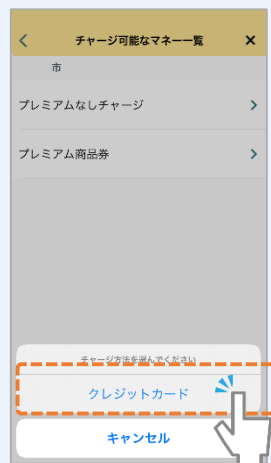 チャージ可能なマネー一覧
市
プレミアムなしチャージ
プレミアム商品券
チャージ方法を選んでください
クレジットカード
キャンセル